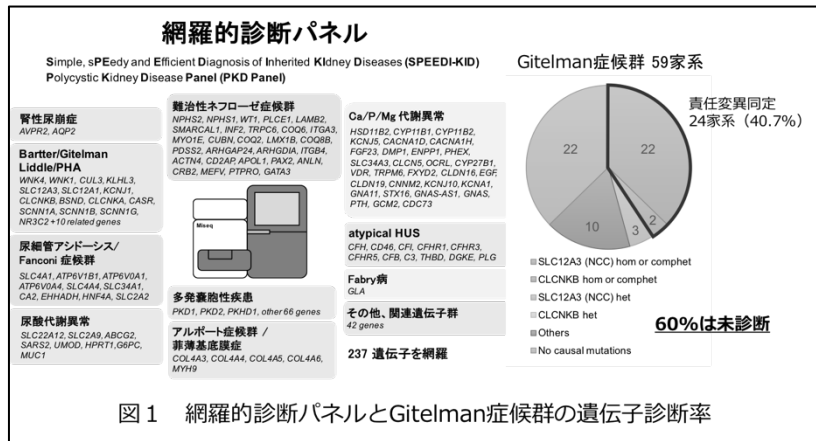 網羅的診断パネル
Simple, sPEedy and Efficient Diagnosis of Inherited KIdney Diseases (SPEEDI-KID)
Polycystic Kidney Disease Panel (PKD Panel)
腎性尿崩症
AVPR2, AQP2
Bartter/Gitelman
Liddle/PHA
WNK4, WNK1, CUL3, KLHL3,
SLC12A3, SLC12A1, KCNJ1,
CLCNKB, BSND, CLCNKA, CASR,
SCNN1A, SCNN1B, SCNN1G,
NR3C2 +10 related genes
尿細管アシドーシス/
Fanconi 症候群
SLC4A1, ATP6V1B1, ATP6V0A1,
ATP6V0A4, SLC4A4, SLC34A1,
CA2, EHHADH, HNF4A, SLC2A2
尿酸代謝異常
SLC22A12, SLC2A9, ABCG2,
SARS2, UMOD, HPRT1,G6PC,
MUC1
難治性ネフローゼ症候群
NPHS2, NPHS1, WT1, PLCE1, LAMB2,
SMARCAL1, INF2, TRPC6, COQ6, ITGA3,
MYO1E, CUBN, COQ2, LMX1B, COQ8B,
PDSS2, ARHGAP24, ARHGDIA, ITGB4,
ACTN4, CD2AP, APOL1, PAX2, ANLN,
CRB2, MEFV, PTPRO, GATA3
Miseq
多発嚢胞性疾患
PKD1, PKD2, PKHD1, other 66 genes
アルポート症候群 /
菲薄基底膜症
COL4A3, COL4A4, COL4A5, COL4A6,
MYH9
Ca/P/Mg 代謝異常
HSD11B2, CYP11B1, CYP11B2,
KCNJ5, CACNA1D, CACNA1H,
FGF23, DMP1, ENPP1, PHEX,
SLC34A3, CLCN5, OCRL, CYP27B1,
VDR, TRPM6, FXYD2, CLDN16, EGF,
CLDN19, CNNM2, KCNJ10, KCNA1,
GNA11, STX16, GNAS-AS1, GNAS,
PTH, GCM2, CDC73
atypical HUS
CFH, CD46, CFI, CFHR1, CFHR3,
CFHR5, CFB, C3, THBD, DGKE, PLG
Fabry病
GLA
その他、関連遺伝子群
42 genes
237 遺伝子を網羅
Gitelman症候群 59家系
責任変異同定
24家系（40.7%）
22
22
2
3
10
SLC12A3 (NCC) hom or comphet
CLCNKB hom or comphet
SLC12A3 (NCC) het
CLCNKB het
Others
No causal mutations
60%は未診断
図１　網羅的診断パネルとGitelman症候群の遺伝子診断率